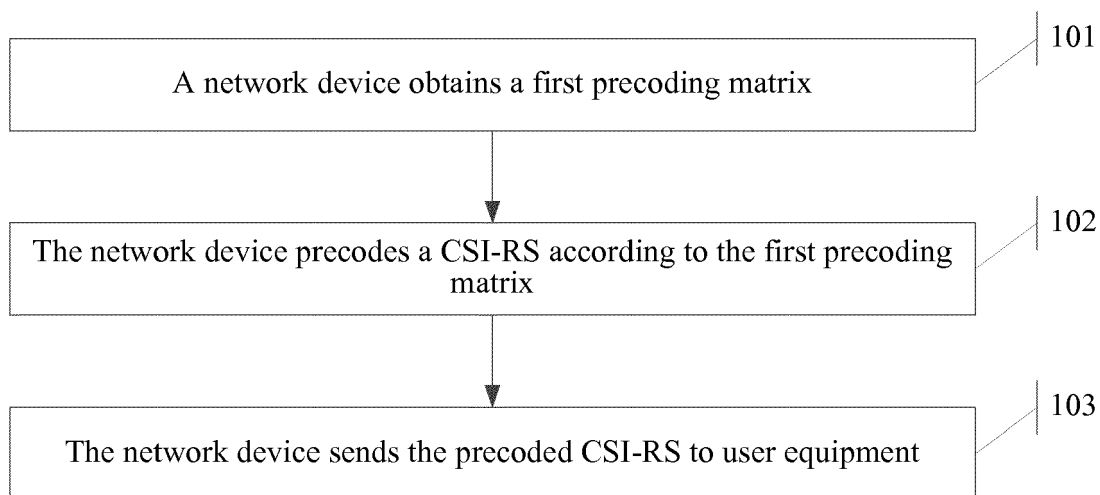 101
A network device obtains a first precoding matrix
102
The network device precodes a CSI-RS according to the first precoding
matrix
103
The network device sends the precoded CSI-RS to user equipment